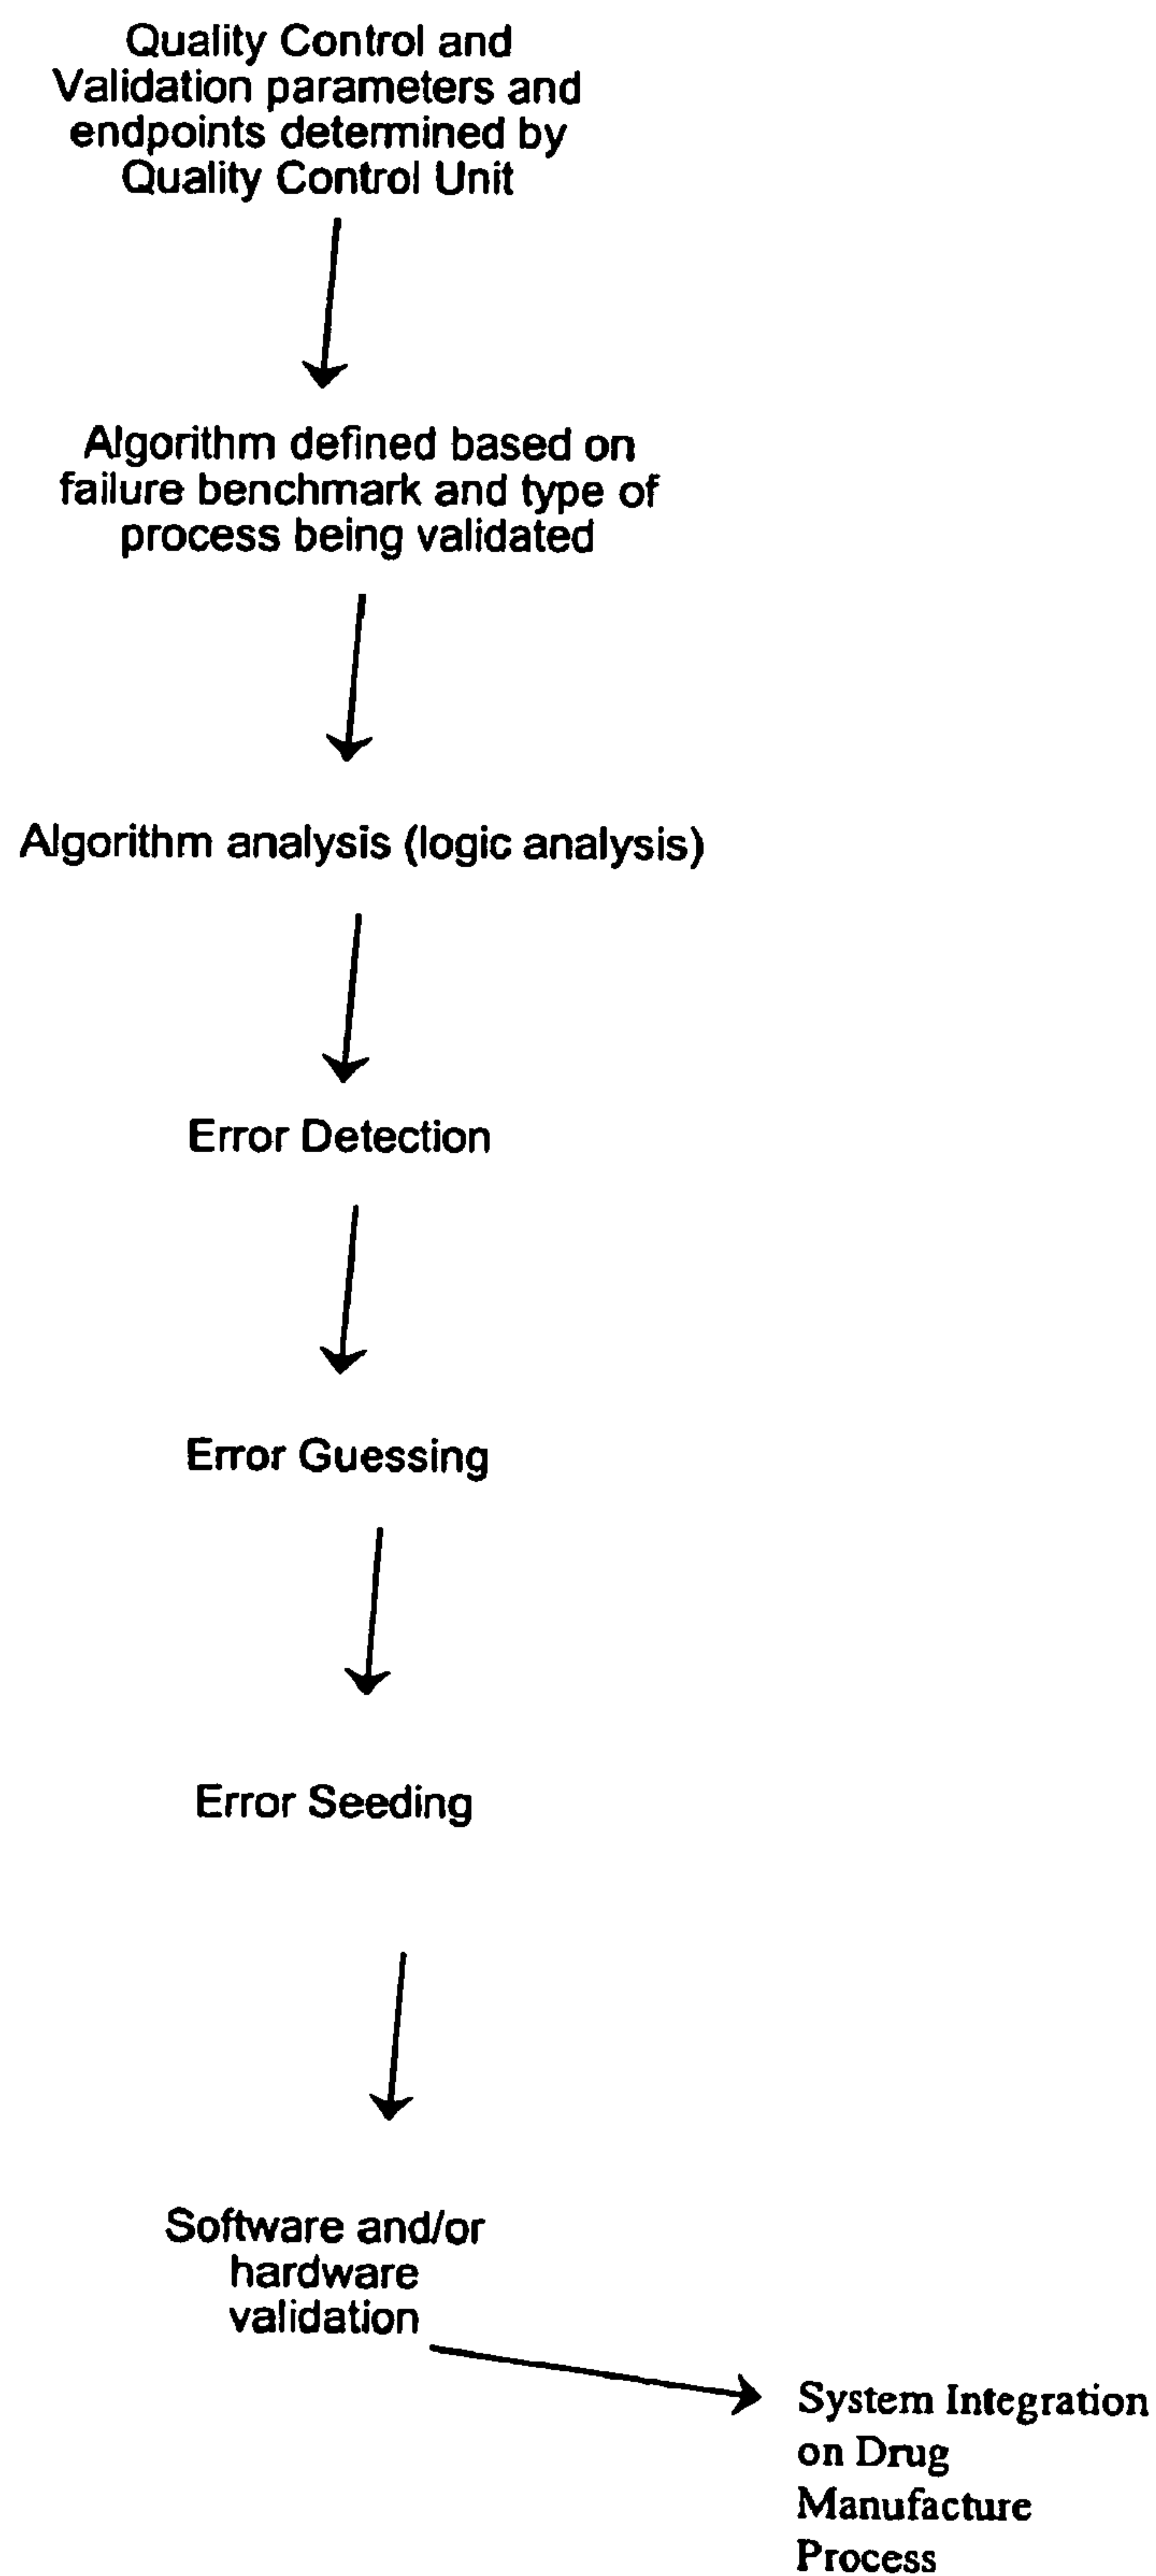 Quality Control and
Validation parameters and
endpoints determined by
Quality Control Unit
Algorithm defined based on
failure benchmark and type of
process being validated
Algorithm analysis (logic analysis)
Error Detection
Error Guessing
Error Seeding
Software and/or
hardware
validation
System Integration
on Drug
Manufacture
Process